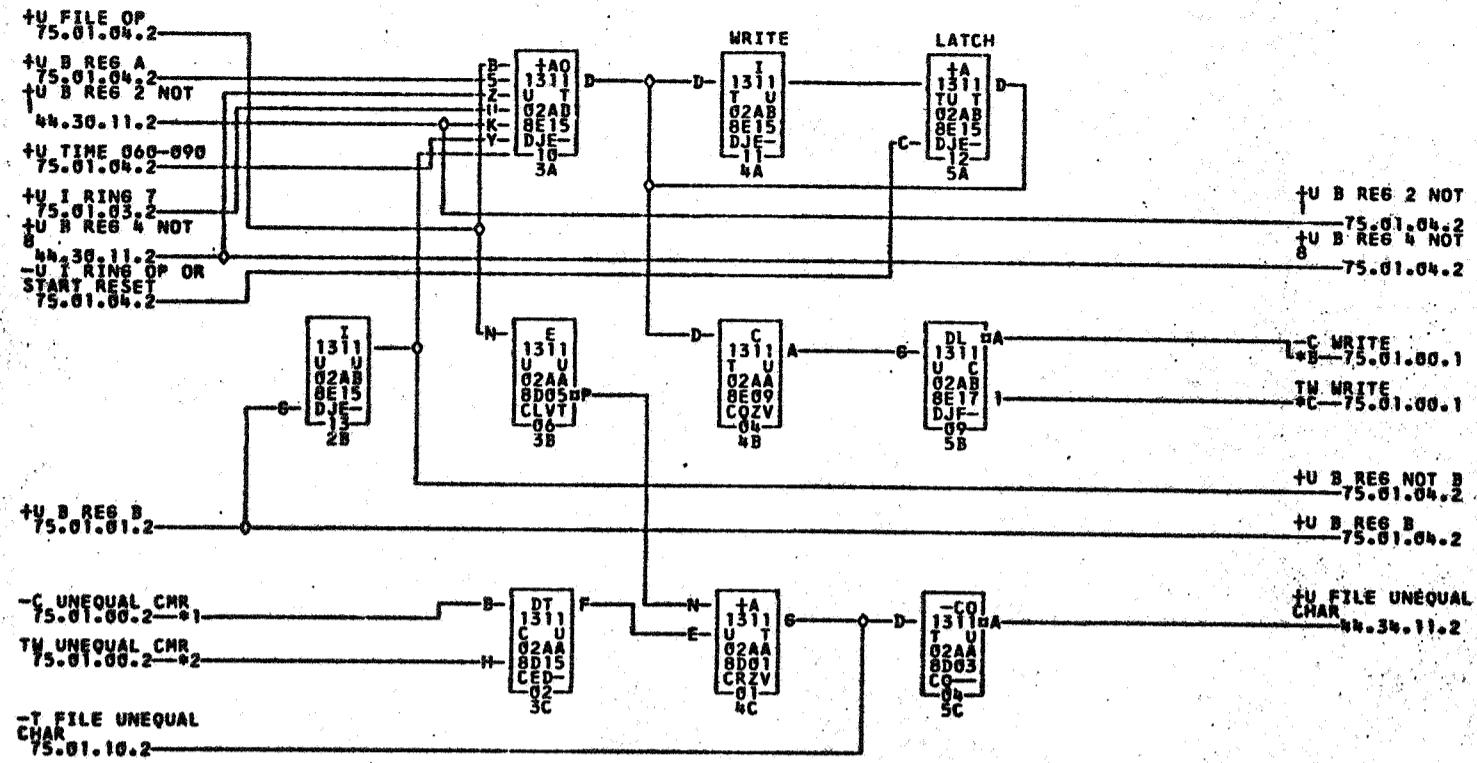 +U FILE OP
75.01.04.2
+U B REG A
75.01.04.2
+U B REG 2 NOT
1
44.30.11.2
+U TIME 060-090
75.01.04.2
+U I RING 7
75.01.03.2
+U B REG 4 NOT
8
44.30.11.2
-U I RING OP OR
START RESET
75.01.04.2
B
S
Z
U
K
Y
+AO
1311
U T
02AD
8E15
DJE-
10
3A
D
WRITE
D
I
1311
T U
02AB
8E15
DJE-
11
4A
LATCH
C
+A
1311
TU T
02AB
8E15
DJE-
12
5A
D
+U B REG 2 NOT
1
75.01.04.2
+U B REG 4 NOT
8
75.01.04.2
G
I
1311
U U
02AB
8E15
DJE-
13
2B
N
E
1311
U U
02AA
8D05
CLVT
06
3B
P
D
C
1311
T U
02AA
8E09
CQZV
04
4B
A
G
DL
1311
U C
02AB
8E17
DJF-
09
5B
A
1
-C WRITE
*B 75.01.00.1
TW WRITE
*C 75.01.00.1
+U B REG NOT B
75.01.04.2
+U B REG B
75.01.01.2
+U B REG B
75.01.04.2
-C UNEQUAL CMR
75.01.00.2 *1
TW UNEQUAL CMR
75.01.00.2 *2
B
H
DT
1311
C U
02AA
8D15
CED-
02
3C
F
N
E
+A
1311
U T
02AA
8D01
CRZV
01
4C
G
D
-CO
1311
T U
02AA
8D03
CQ--
04
5C
A
+U FILE UNEQUAL
CHAR
44.34.11.2
-T FILE UNEQUAL
CHAR
75.01.10.2